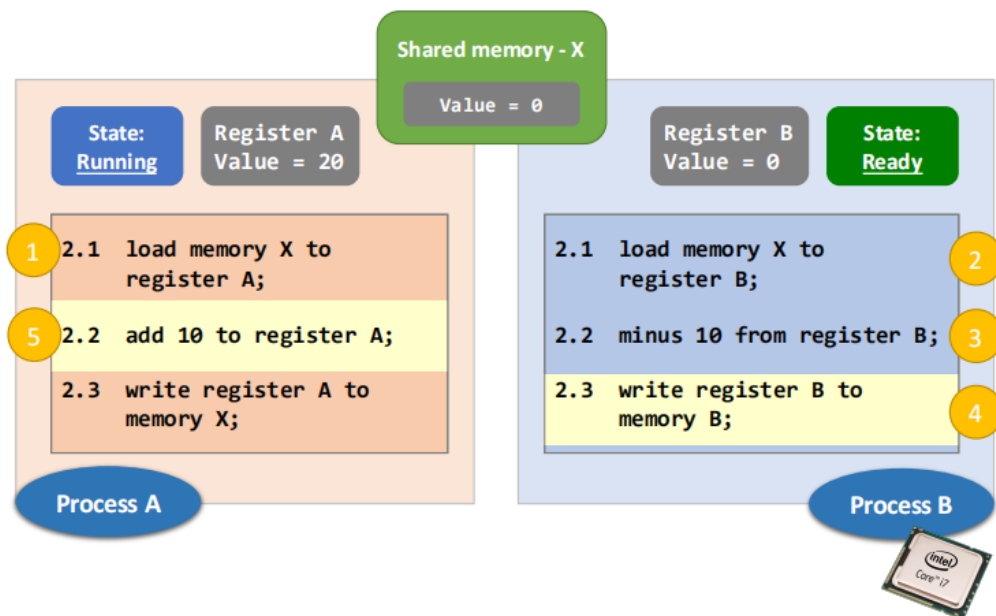 Shared memory - X
Value = 0
State:
Running
Register A
Value = 20
Register B
Value = 0
State:
Ready
1
2.1 load memory X to
register A;
5
2.2 add 10 to register A;
2.3 write register A to
memory X;
2.1 load memory X to
register B;
2
2.2 minus 10 from register B;
3
2.3 write register B to
memory B;
4
Process A
Process B
intel
Core™ i7